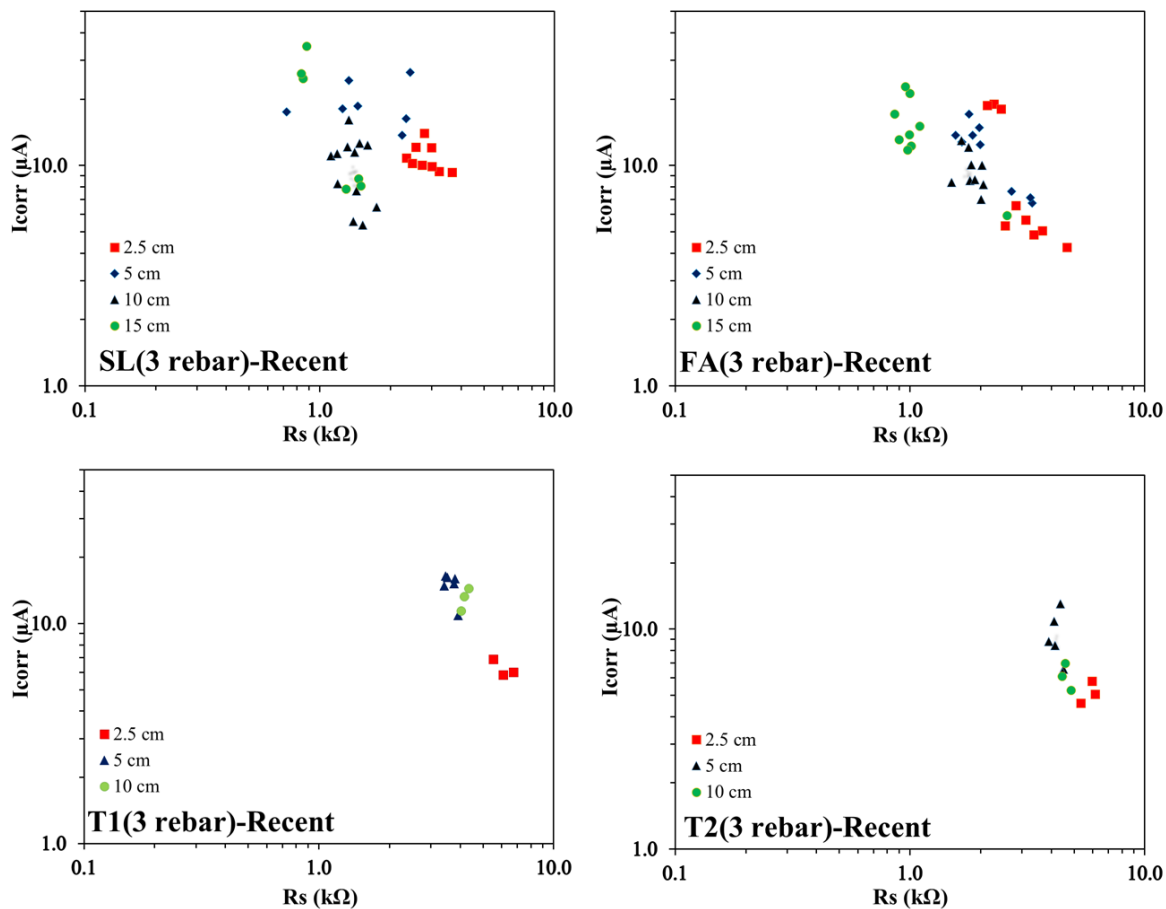 Icorr (μA)
10.0
1.0
2.5 cm
5 cm
10 cm
15 cm
SL(3 rebar)-Recent
0.1
1.0
10.0
Rs (kΩ)
Icorr (μA)
10.0
1.0
2.5 cm
5 cm
10 cm
15 cm
FA(3 rebar)-Recent
0.1
1.0
10.0
Rs (kΩ)
Icorr (μA)
10.0
1.0
2.5 cm
5 cm
10 cm
T1(3 rebar)-Recent
0.1
1.0
10.0
Rs (kΩ)
Icorr (μA)
10.0
1.0
2.5 cm
5 cm
10 cm
T2(3 rebar)-Recent
0.1
1.0
10.0
Rs (kΩ)